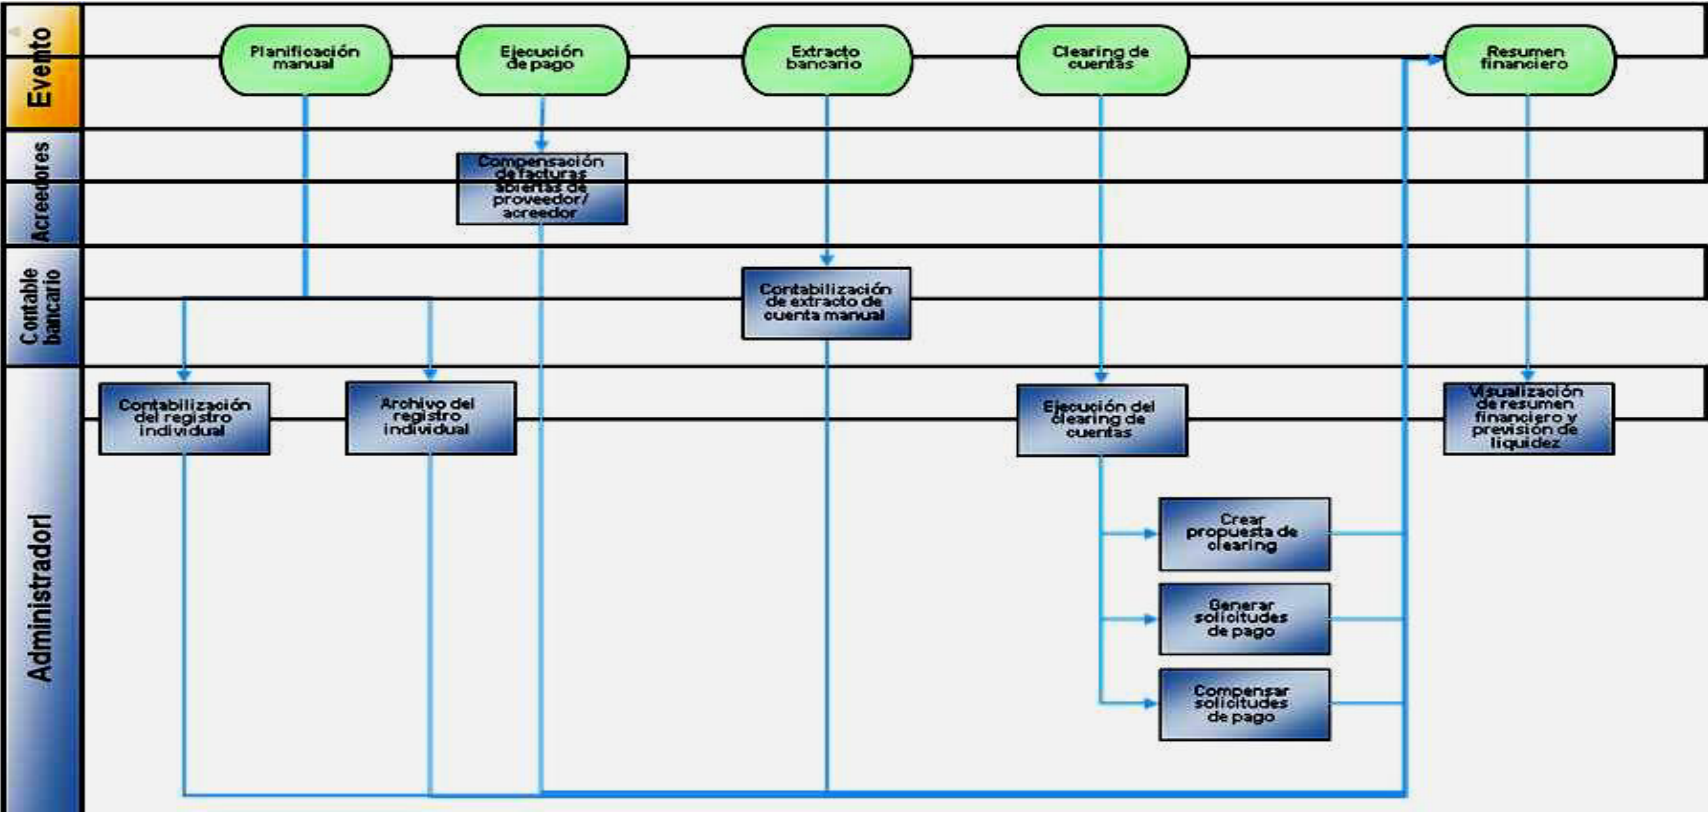 Evento
Planificación
manual
Ejecución
de pago
Extracto
bancario
Clearing de
cuentas
Resumen
financiero
Acreedores
Compensación
de facturas
abiertas de
proveedor/
acreedor
Contable
bancario
Contabilización
de extracto de
cuenta manual
Administradorl
Contabilización
del registro
individual
Archivo del
registro
individual
Ejecución del
clearing de
cuentas
Visualización
de resumen
financiero y
previsión de
liquidez
Crear
propuesta de
clearing
Generar
solicitudes
de pago
Compensar
solicitudes
de pago